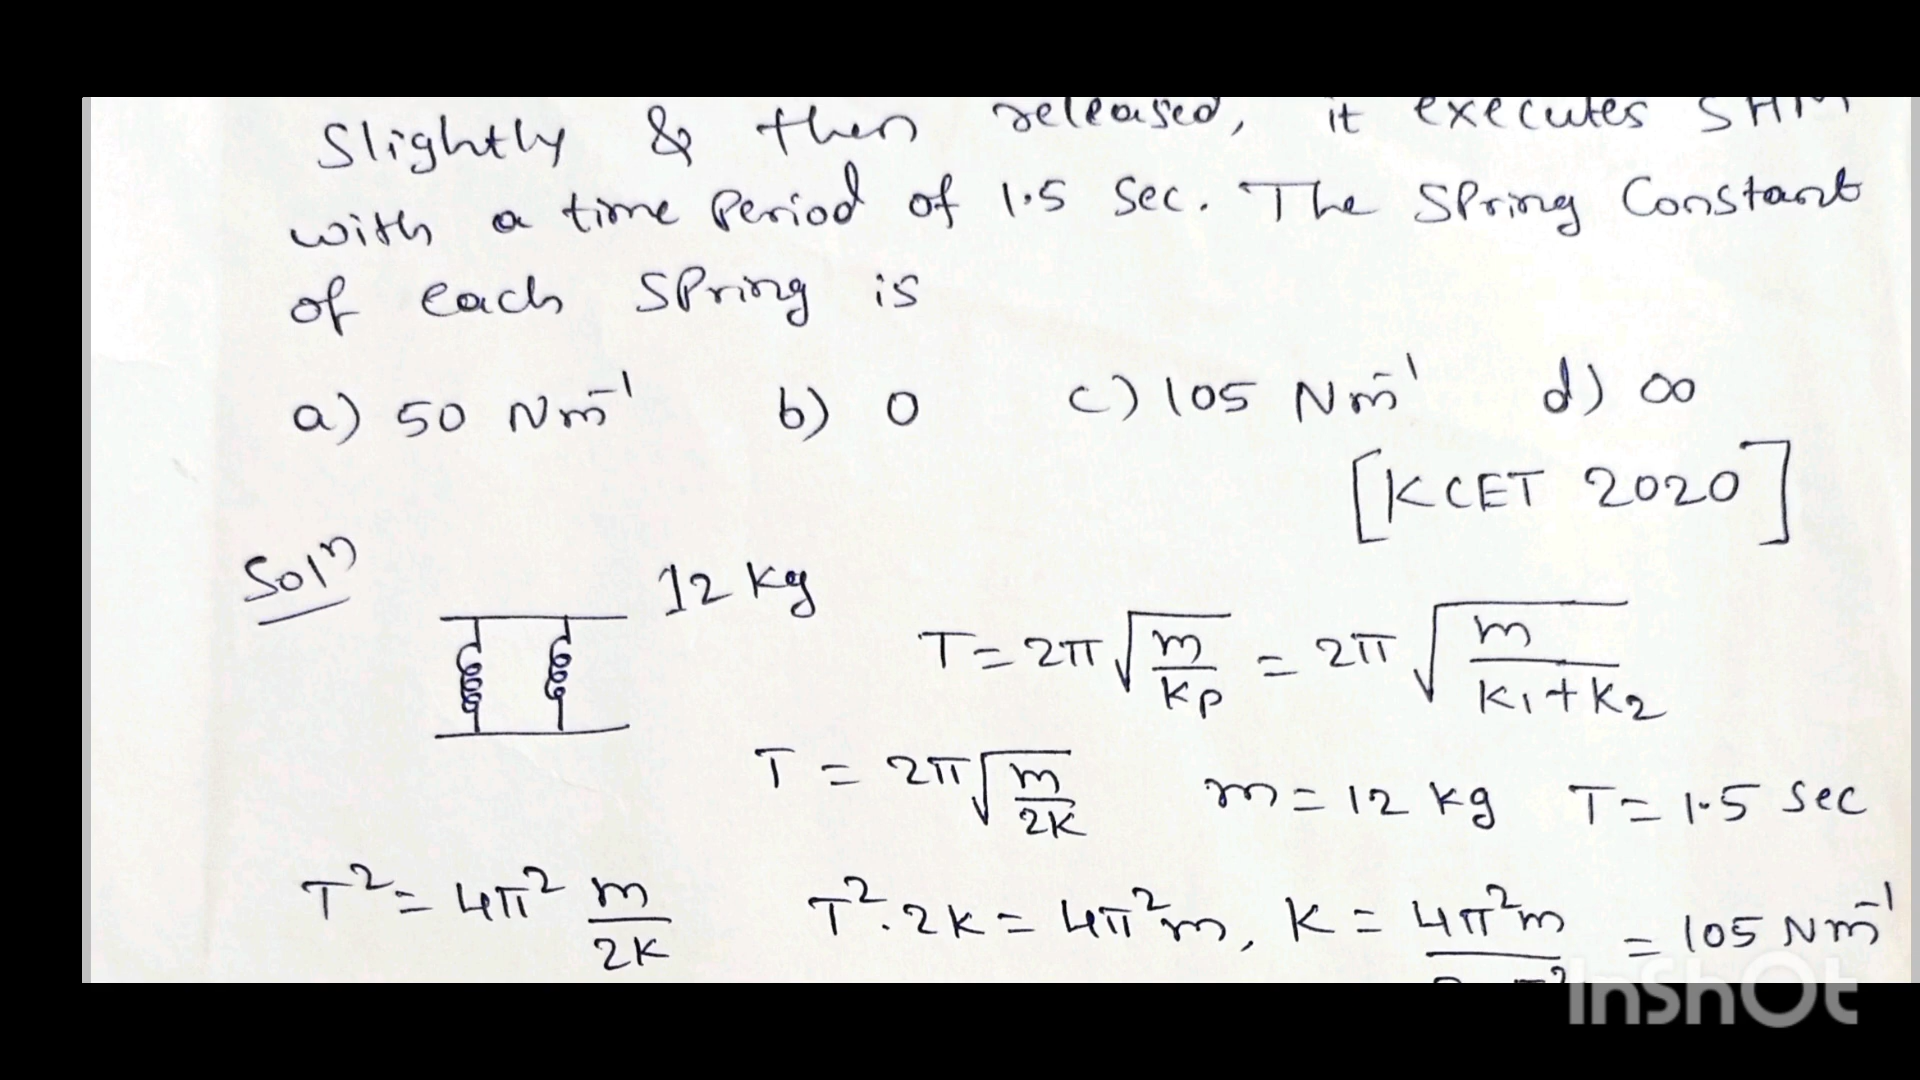 Slightly & then released, it executes SHM
with a time Period of 1.5 Sec. The Spring Constant
of each Spring is
a) 50 Nm⁻¹ b) 0 c) 105 Nm⁻¹ d) ∞
[KCET 2020]
Solⁿ
12 kg
T = 2π√(m/kp) = 2π√(m/(k₁+k₂))
T = 2π√(m/2k) m = 12 kg T = 1.5 sec
T² = 4π² m/2k T².2k = 4π²m, k = 4π²m/ = 105 Nm⁻¹
InShOt